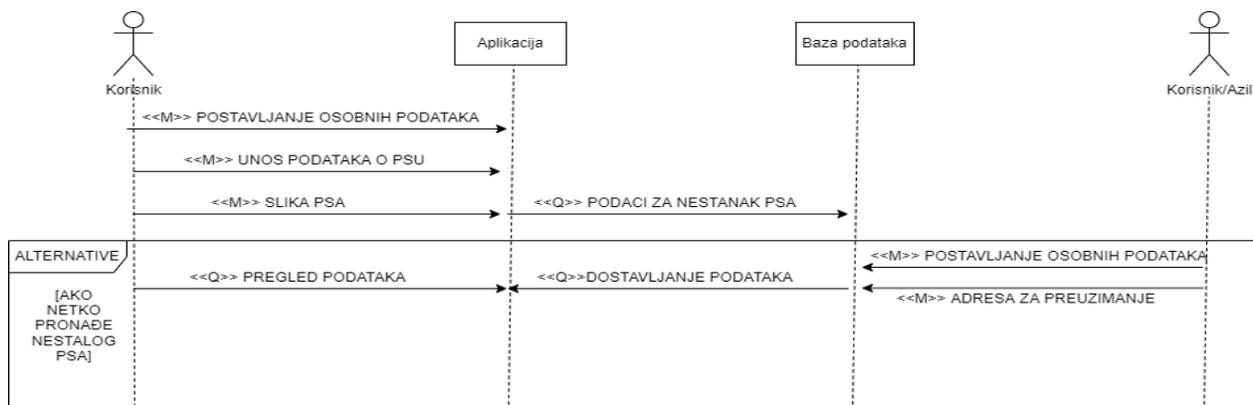 Korisnik
Aplikacija
Baza podataka
Korisnik/Azil
<<M>> POSTAVLJANJE OSOBNIH PODATAKA
<<M>> UNOS PODATAKA O PSU
<<M>> SLIKA PSA
<<Q>> PODACI ZA NESTANAK PSA
ALTERNATIVE
<<M>> POSTAVLJANJE OSOBNIH PODATAKA
<<Q>> PREGLED PODATAKA
<<Q>>DOSTAVLJANJE PODATAKA
<<M>> ADRESA ZA PREUZIMANJE
[AKO
NETKO
PRONAĐE
NESTALOG
PSA]